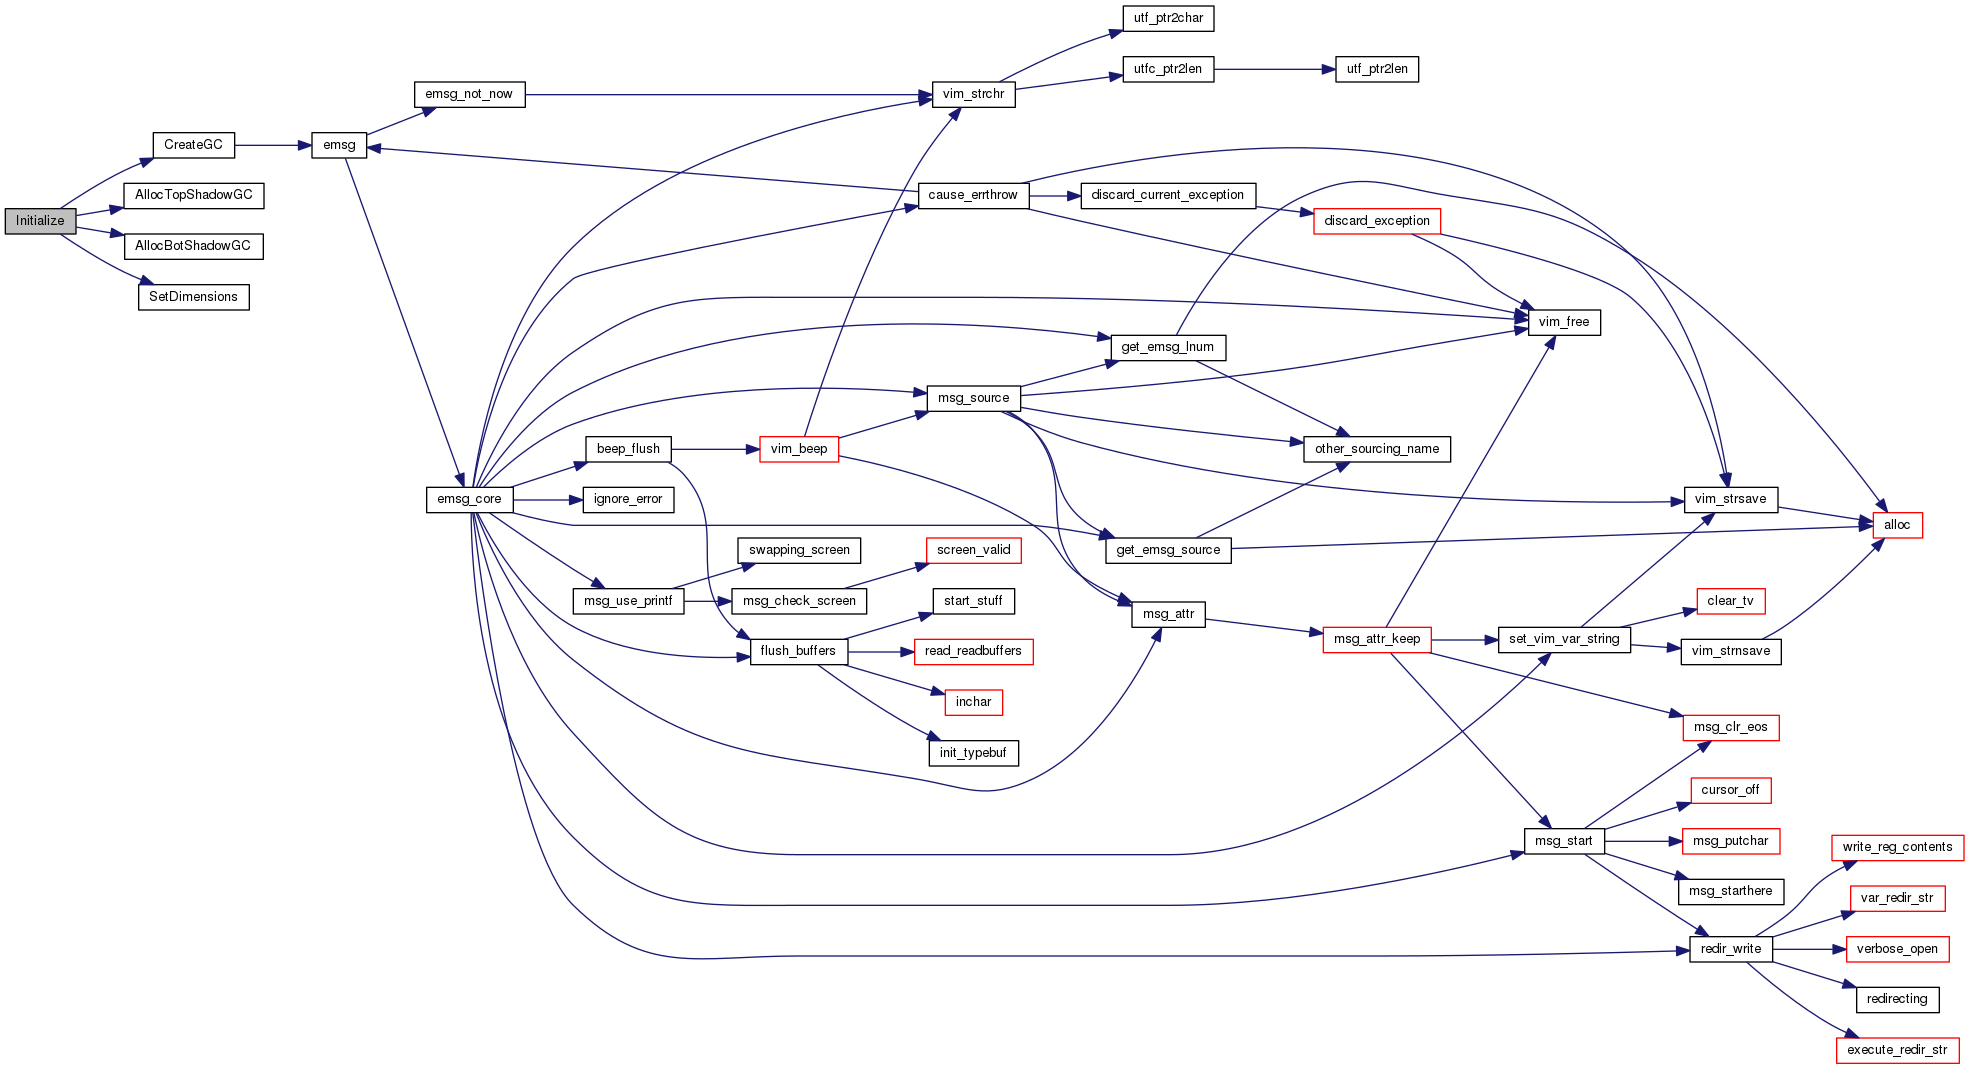 utf_ptr2char
utfc_ptr2len
utf_ptr2len
emsg_not_now
vim_strchr
CreateGC
emsg
AllocTopShadowGC
cause_errthrow
discard_current_exception
Initialize
discard_exception
AllocBotShadowGC
SetDimensions
vim_free
get_emsg_lnum
msg_source
beep_flush
vim_beep
other_sourcing_name
emsg_core
ignore_error
vim_strsave
alloc
swapping_screen
screen_valid
get_emsg_source
msg_use_printf
msg_check_screen
start_stuff
msg_attr
clear_tv
msg_attr_keep
set_vim_var_string
flush_buffers
read_readbuffers
vim_strnsave
inchar
msg_clr_eos
init_typebuf
cursor_off
msg_start
msg_putchar
write_reg_contents
msg_starthere
var_redir_str
redir_write
verbose_open
redirecting
execute_redir_str